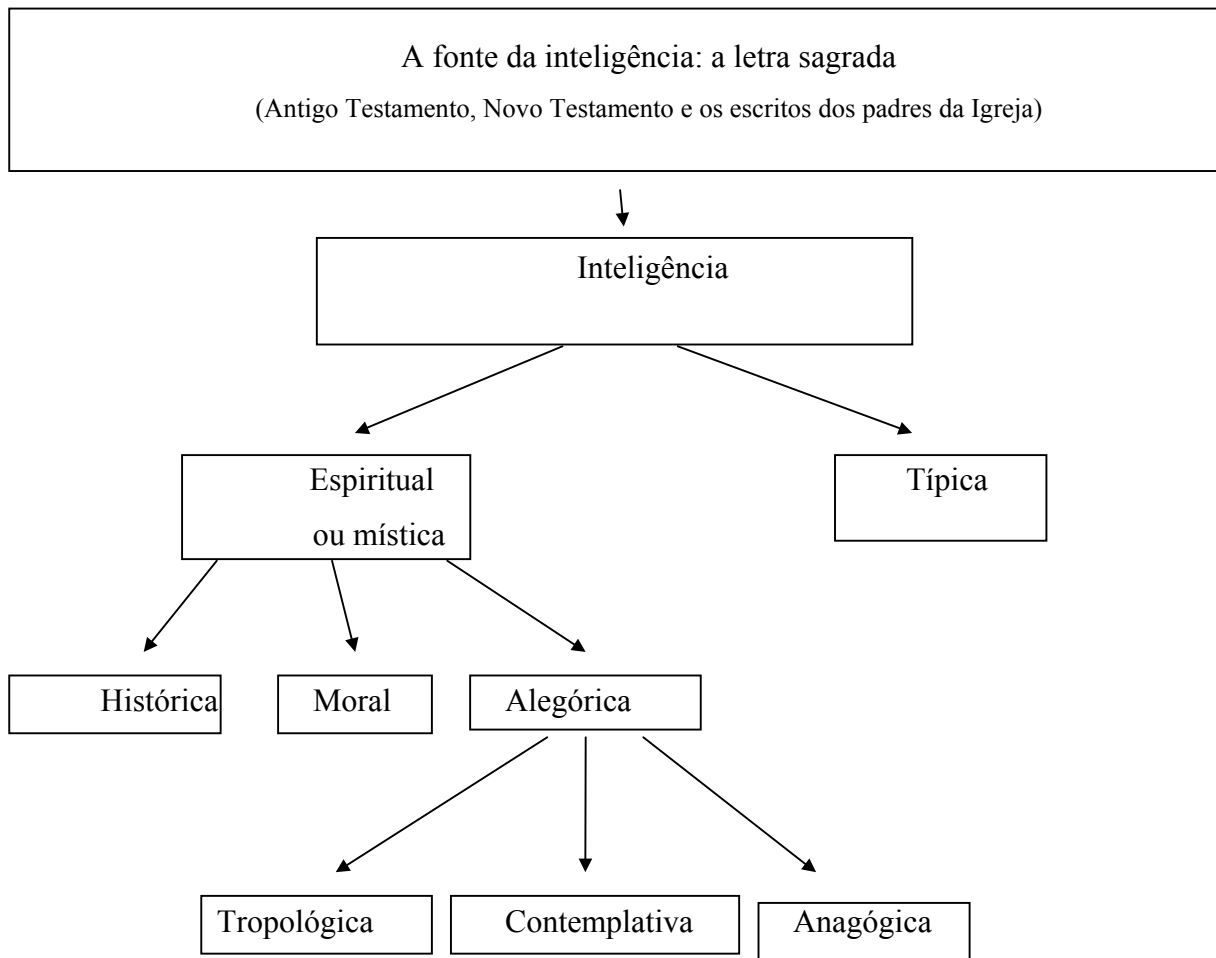 A fonte da inteligência: a letra sagrada
(Antigo Testamento, Novo Testamento e os escritos dos padres da Igreja)
Inteligência
Espiritual
ou mística
Típica
Histórica
Moral
Alegórica
Tropológica
Contemplativa
Anagógica